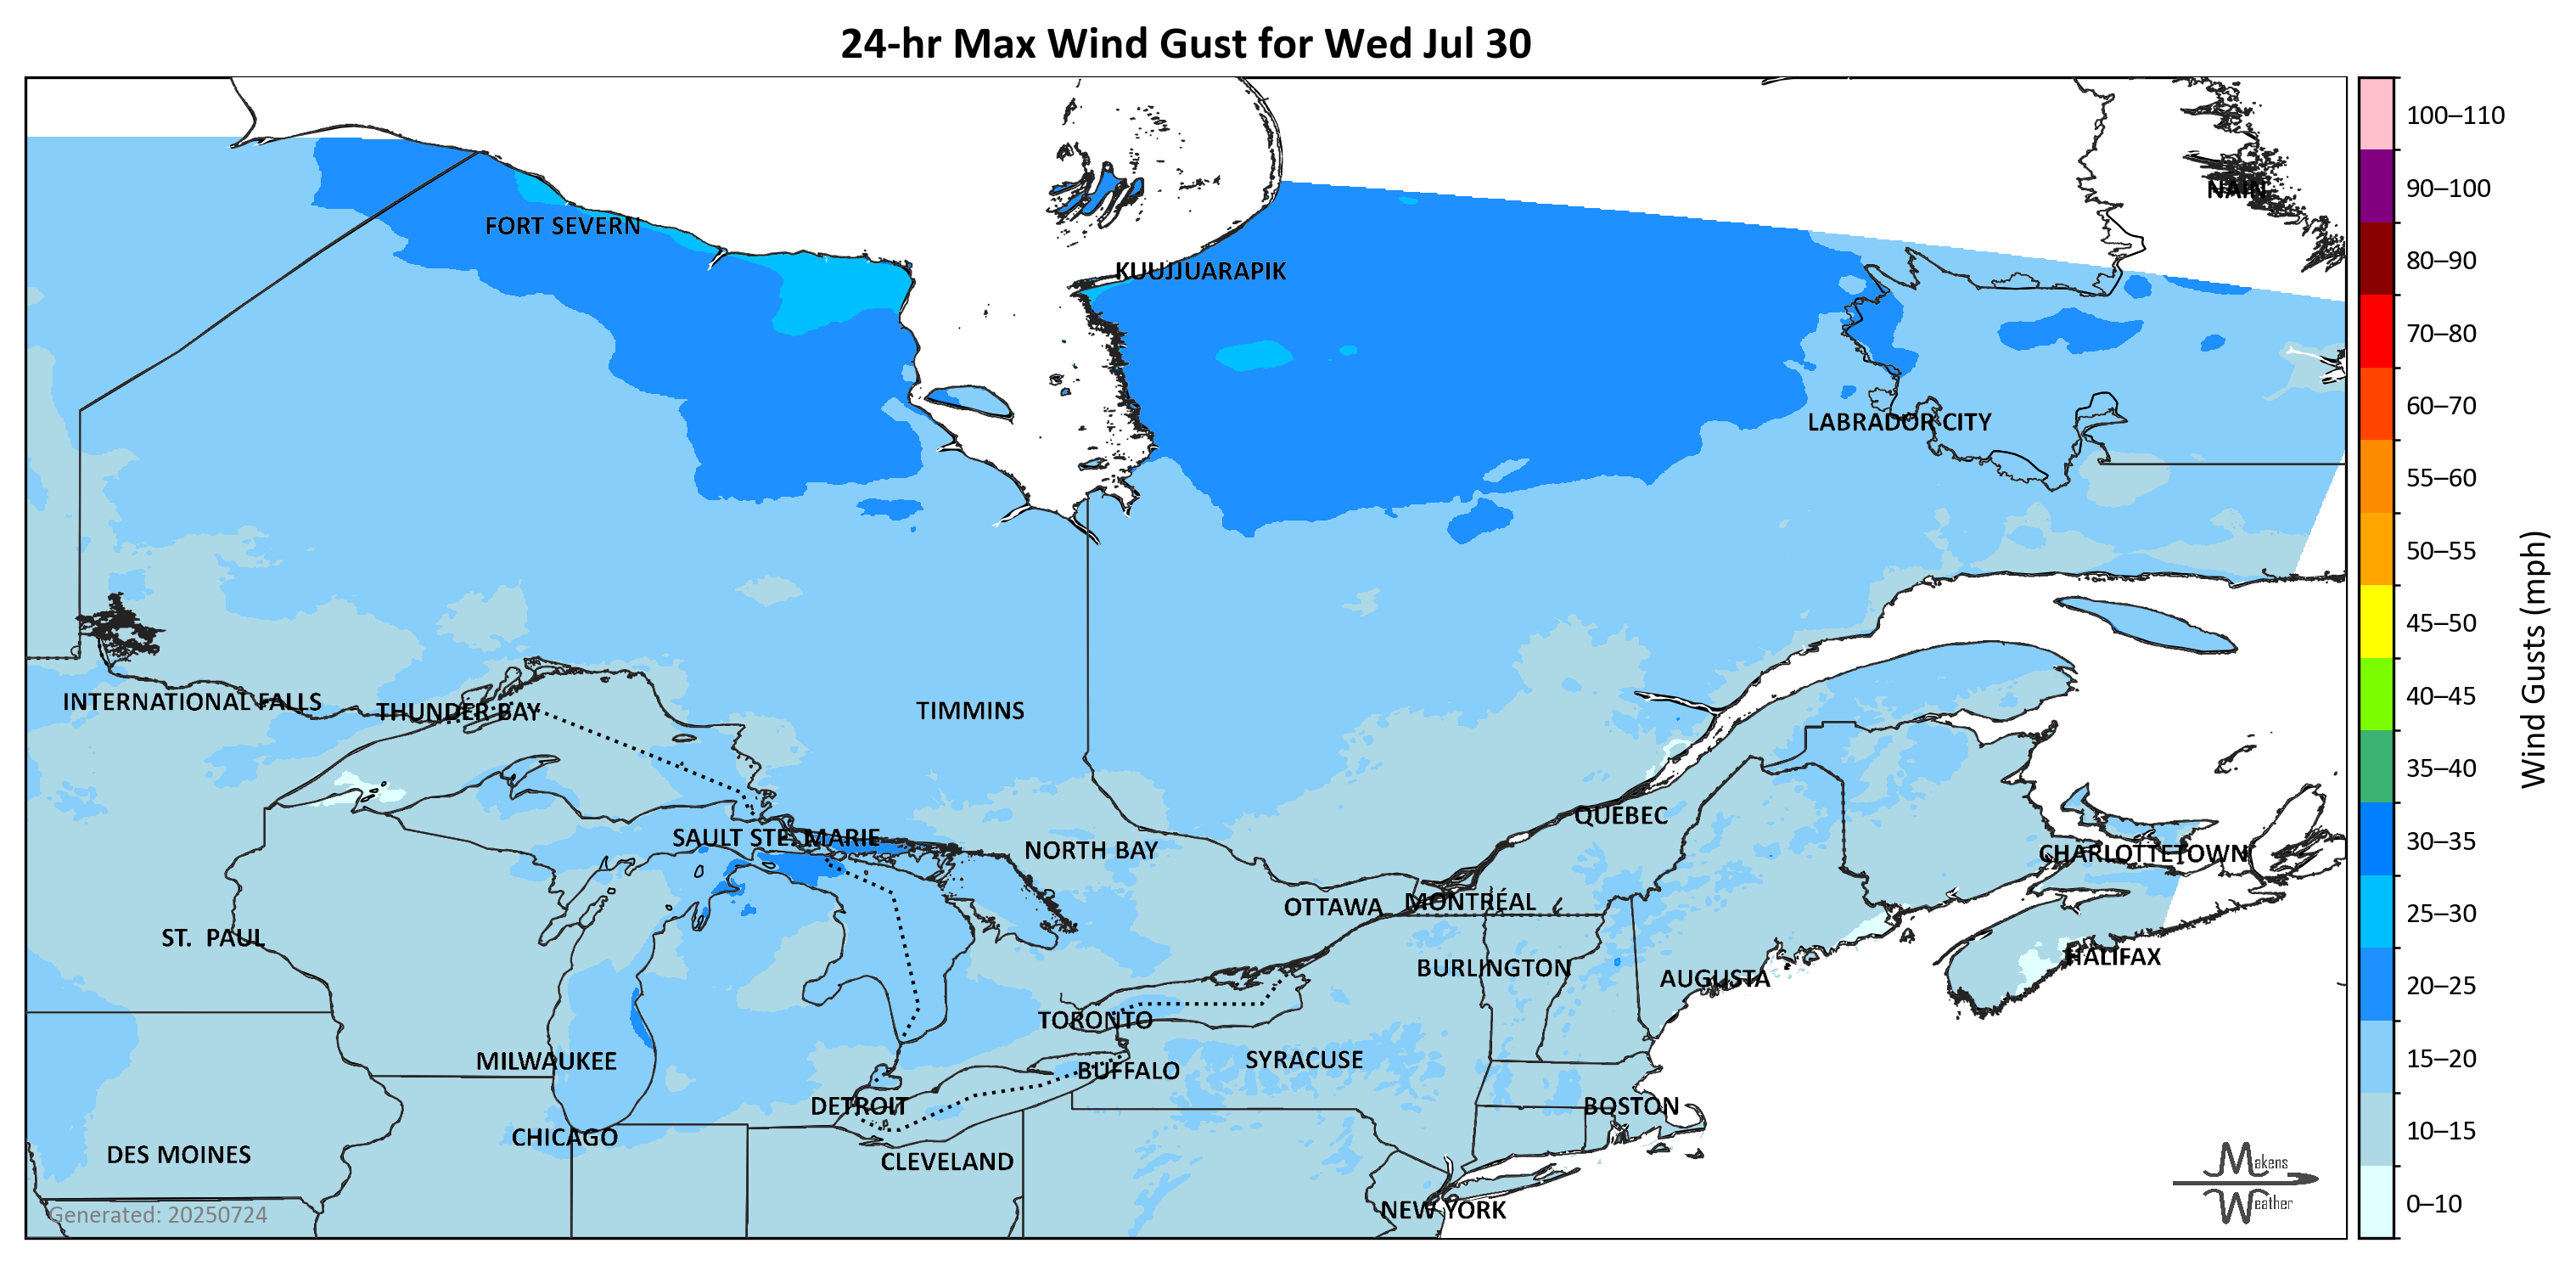 24-hr Max Wind Gust for Wed Jul 30
100–110
90–100
NAIN
FORT SEVERN
80–90
KUUJJUARAPIK
70–80
60–70
LABRADOR CITY
55–60
50–55
Wind Gusts (mph)
45–50
INTERNATIONAL FALLS
THUNDER BAY
TIMMINS
40–45
35–40
QUÉBEC
SAULT STE. MARIE
NORTH BAY
CHARLOTTETOWN
30–35
OTTAWA
MONTRÉAL
25–30
ST. PAUL
HALIFAX
BURLINGTON
AUGUSTA
20–25
TORONTO
MILWAUKEE
SYRACUSE
15–20
BUFFALO
DETROIT
BOSTON
CHICAGO
10–15
DES MOINES
CLEVELAND
Makens
Weather
0–10
NEW YORK
Generated: 20250724